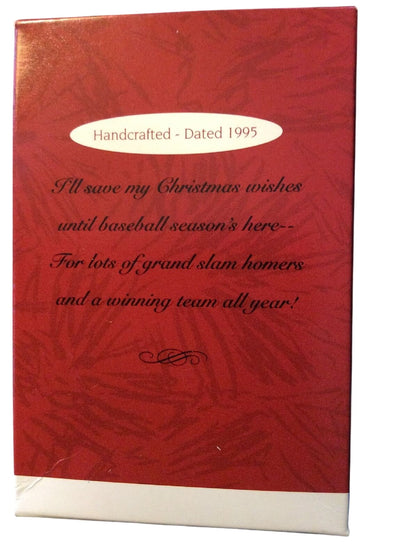 Handcrafted - Dated 1995
I'll save my Christmas wishes
until baseball season's here--
For lots of grand slam homers
and a winning team all year!